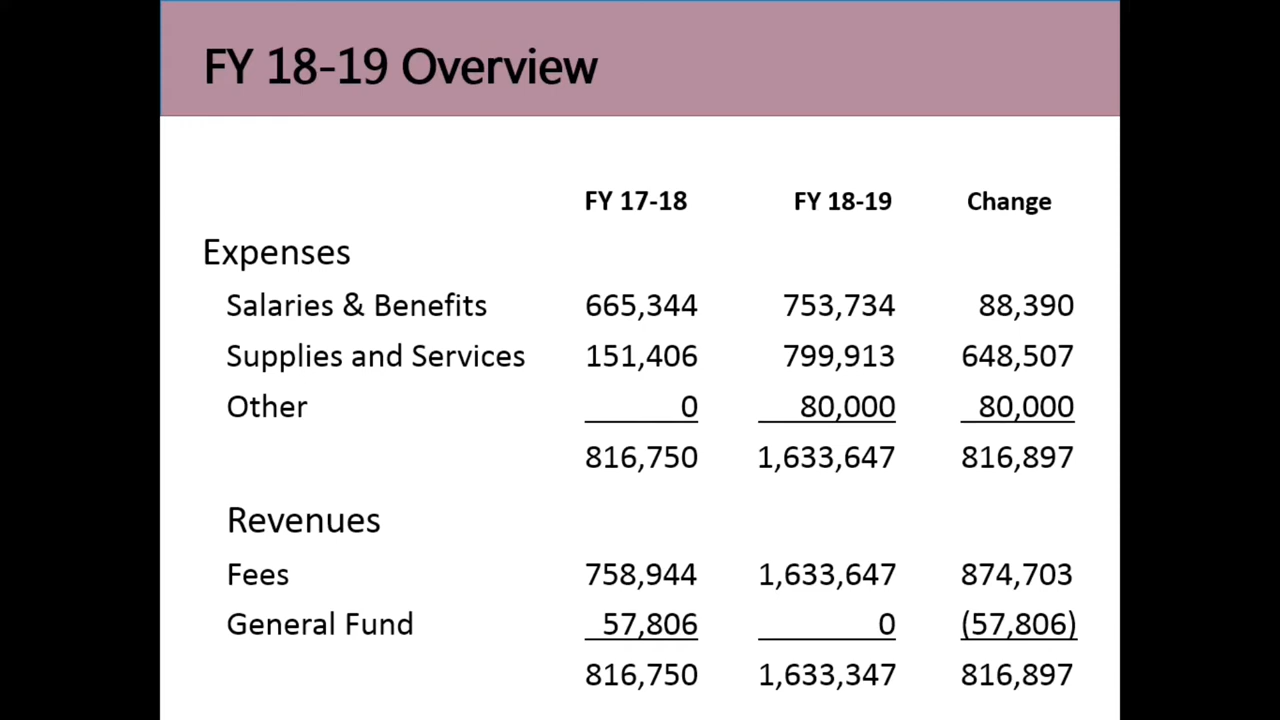 FY 18-19 Overview
FY 17-18 FY 18-19 Change
Expenses
Salaries & Benefits 665,344 753,734 88,390
Supplies and Services 151,406 799,913 648,507
Other 0 80,000 80,000
816,750 1,633,647 816,897
Revenues
Fees 758,944 1,633,647 874,703
General Fund 57,806 0 (57,806)
816,750 1,633,347 816,897